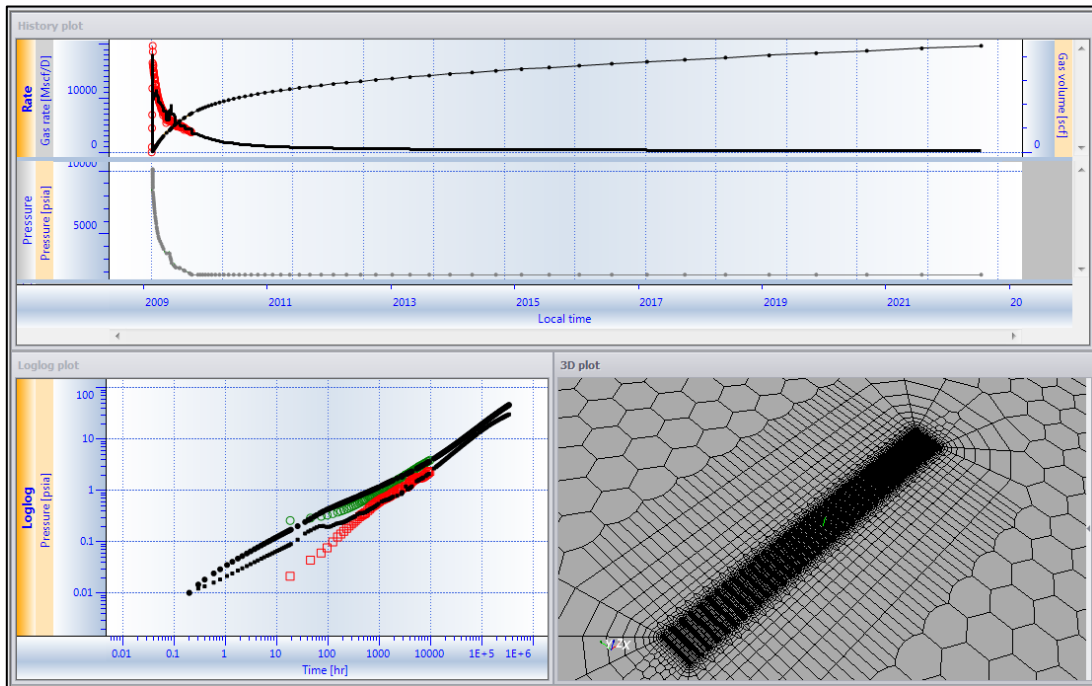 History plot
Rate
Gas rate [Mscf/D]
10000
0
0
Gas volume [scf]
Pressure
Pressure [psia]
10000
5000
2009 2011 2013 2015 2017 2019 2021 20
Local time
Loglog plot
Loglog
Pressure [psia]
100
10
1
0.1
0.01
0.01 0.1 1 10 100 1000 10000 1E+5 1E+6
Time [hr]
3D plot